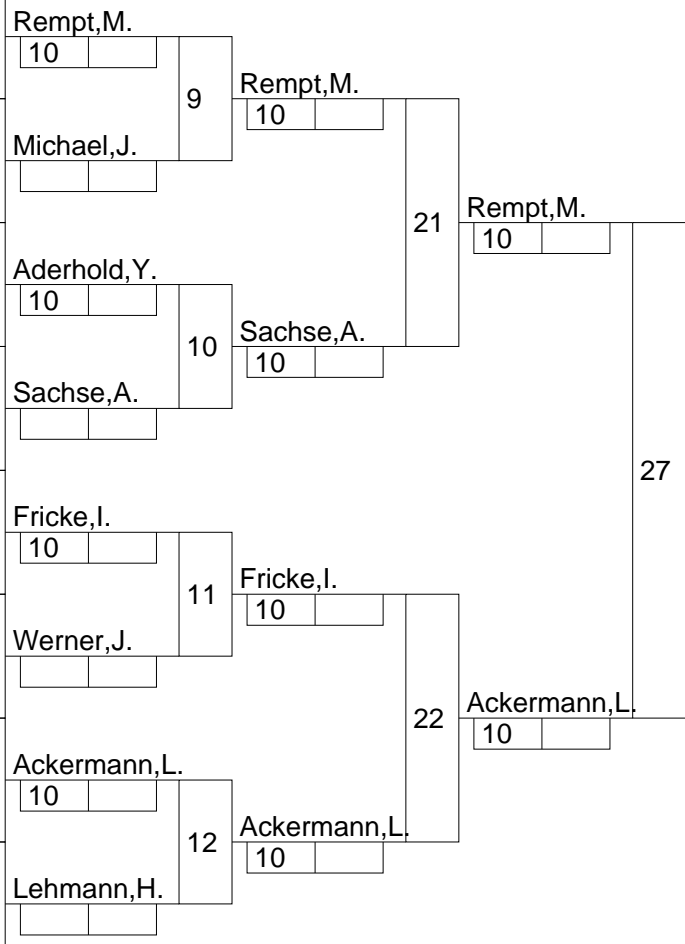 Rempt,M.
10
9
Michael,J.
Aderhold,Y.
10
10
Sachse,A.
Fricke,I.
10
11
Werner,J.
Ackermann,L.
10
12
Lehmann,H.
Rempt,M.
10
21
Sachse,A.
10
Fricke,I.
10
22
Ackermann,L.
10
Rempt,M.
10
27
Ackermann,L.
10